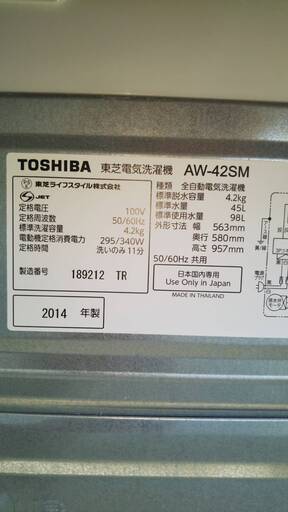 TOSHIBA 東芝電気洗濯機 AW-42SM
東芝ライフスタイル株式会社
S JET
定格電圧 100V
定格周波数 50/60Hz
標準洗濯容量 4.2kg
電動機定格消費電力 295/340W
定格時間 洗いのみ 11分
製造番号 189212 TR
2014 年製
種類 全自動電気洗濯機
標準脱水容量 4.2kg
標準水量 45L
標準使用水量 98L
外形寸法 幅 563mm
奥行 580mm
高さ 957mm
50/60Hz 共用
日本国内専用
Use Only in Japan
MADE IN THAILAND
電源
プラグ